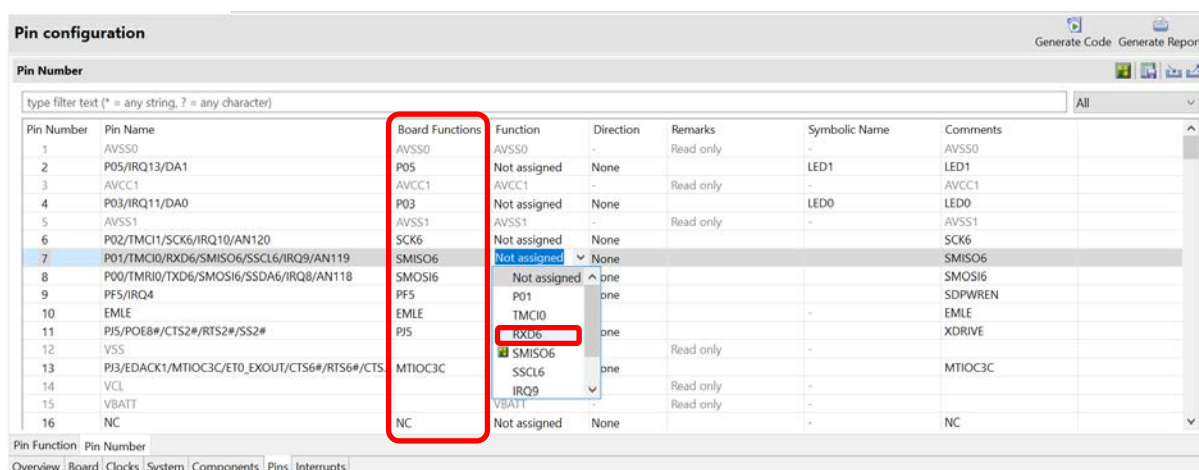 Pin configuration
Generate Code Generate Repor
Pin Number
type filter text (* = any string, ? = any character) All
Pin Number Pin Name Board Functions Function Direction Remarks Symbolic Name Comments
1 AVSS0 AVSS0 AVSS0 - Read only - AVSS0
2 P05/IRQ13/DA1 P05 Not assigned None LED1 LED1
3 AVCC1 AVCC1 AVCC1 - Read only - AVCC1
4 P03/IRQ11/DA0 P03 Not assigned None LED0 LED0
5 AVSS1 AVSS1 AVSS1 - Read only - AVSS1
6 P02/TMCI1/SCK6/IRQ10/AN120 SCK6 Not assigned None SCK6
7 P01/TMCI0/RXD6/SMISO6/SSCL6/IRQ9/AN119 SMISO6 Not assigned None SMISO6
8 P00/TMRI0/TXD6/SMOSI6/SSDA6/IRQ8/AN118 SMOSI6 Not assigned one SMOSI6
9 PF5/IRQ4 PF5 P01 one SDPWREN
10 EMLE EMLE TMCI0 - EMLE
11 PJ5/POE8#/CTS2#/RTS2#/SS2# PJ5 RXD6 one XDRIVE
12 VSS SMISO6 Read only -
13 PJ3/EDACK1/MTIOC3C/ET0_EXOUT/CTS6#/RTS6#/CTS. MTIOC3C SSCL6 one MTIOC3C
14 VCL IRQ9 Read only -
15 VBATT VBATT - Read only -
16 NC NC Not assigned None NC
Pin Function Pin Number
Overview Board Clocks System Components Pins Interrupts